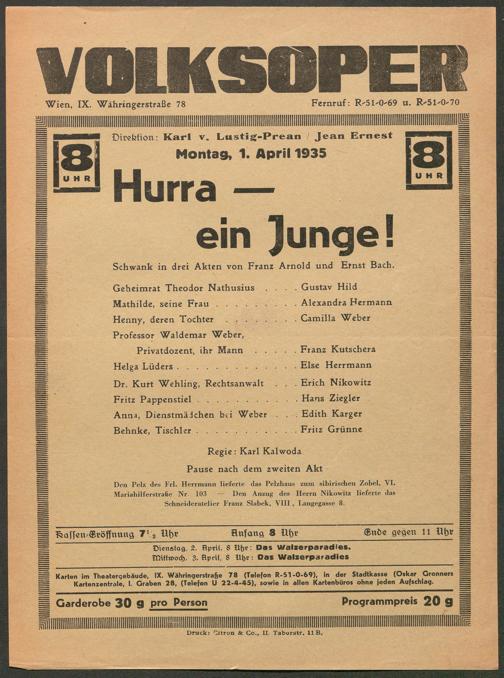 VOLKSOPER
Wien, IX. Währingerstraße 78 Fernruf: R-51-0-69 u. R-51-0-70
8 UHR
Direktion: Karl v. Lustig-Prean / Jean Ernest
8 UHR
Montag, 1. April 1935
Hurra —
ein Junge!
Schwank in drei Akten von Franz Arnold und Ernst Bach.
Geheimrat Theodor Nathusius . . . . Gustav Hild
Mathilde, seine Frau . . . . . . . . Alexandra Hermann
Henny, deren Tochter . . . . . . . Camilla Weber
Professor Waldemar Weber,
Privatdozent, ihr Mann . . . . . Franz Kutschera
Helga Lüders . . . . . . . . . . . . . Else Herrmann
Dr. Kurt Wehling, Rechtsanwalt . . . Erich Nikowitz
Fritz Pappenstiel . . . . . . . . . . . Hans Ziegler
Anna, Dienstmädchen bei Weber . . . Edith Karger
Behnke, Tischler . . . . . . . . . . . Fritz Grünne
Regie: Karl Kalwoda
Pause nach dem zweiten Akt
Den Pelz des Frl. Herrmann lieferte das Pelzhaus zum sibirischen Zobel, VI.
Mariahilferstraße Nr. 103 — Den Anzug des Herrn Nikowitz lieferte das
Schneideratelier Franz Slabek, VIII., Langegasse 8.
Kassen-Eröffnung 7½ Uhr Anfang 8 Uhr Ende gegen 11 Uhr
Dienstag, 2. April, 8 Uhr: Das Walzerparadies.
Mittwoch, 3. April, 8 Uhr: Das Walzerparadies
Karten im Theatergebäude, IX. Währingerstraße 78 (Telefon R-51-0-69), in der Stadtkasse (Oskar Gronners
Kartenzentrale, I. Graben 28, (Telefon U 22-4-45), sowie in allen Kartenbüros ohne jeden Aufschlag.
Garderobe 30 g pro Person Programmpreis 20 g
Druck: Citron & Co., II. Taborstr. 11 B.